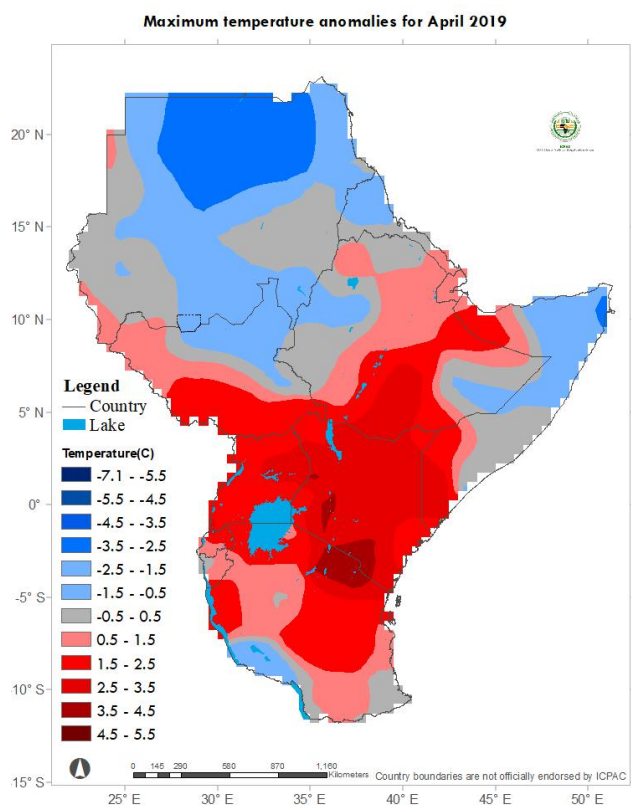 Maximum temperature anomalies for April 2019
20° N
15° N
10° N
5° N
0°
-5° S
10° S
15° S
ICPAC
Legend
Country
Lake
Temperature(C)
-7.1 - -5.5
-5.5 - -4.5
-4.5 - -3.5
-3.5 - -2.5
-2.5 - -1.5
-1.5 - -0.5
-0.5 - 0.5
0.5 - 1.5
1.5 - 2.5
2.5 - 3.5
3.5 - 4.5
4.5 - 5.5
0 145 290 580 870 1,160
Kilometers
Country boundaries are not officially endorsed by ICPAC
25° E 30° E 35° E 40° E 45° E 50° E